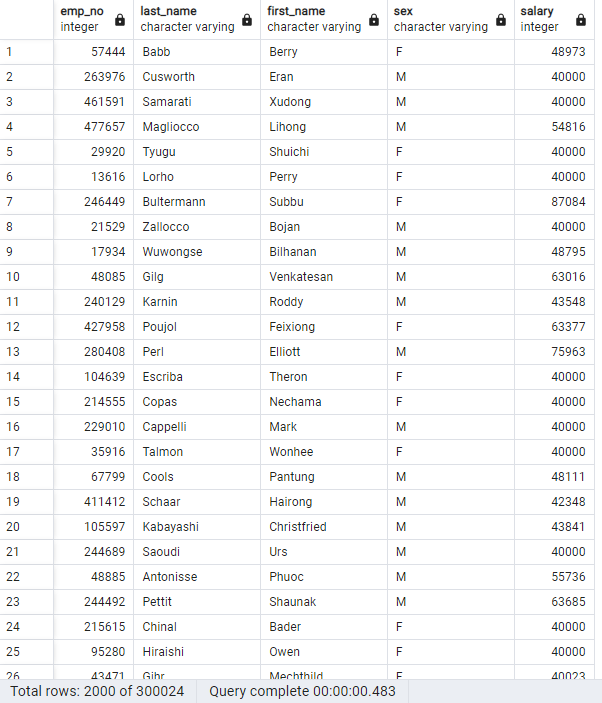 emp_no last_name first_name sex salary
integer character varying character varying character varying integer
1 57444 Babb Berry F 48973
2 263976 Cusworth Eran M 40000
3 461591 Samarati Xudong M 40000
4 477657 Magliocco Lihong M 54816
5 29920 Tyugu Shuichi F 40000
6 13616 Lorho Perry F 40000
7 246449 Bultermann Subbu F 87084
8 21529 Zallocco Bojan M 40000
9 17934 Wuwongse Bilhanan M 48795
10 48085 Gilg Venkatesan M 63016
11 240129 Karnin Roddy M 43548
12 427958 Poujol Feixiong F 63377
13 280408 Perl Elliott M 75963
14 104639 Escriba Theron F 40000
15 214555 Copas Nechama F 40000
16 229010 Cappelli Mark M 40000
17 35916 Talmon Wonhee F 40000
18 67799 Cools Pantung M 48111
19 411412 Schaar Hairong M 42348
20 105597 Kabayashi Christfried M 43841
21 244689 Saoudi Urs M 40000
22 48885 Antonisse Phuoc M 55736
23 244492 Pettit Shaunak M 63685
24 215615 Chinal Bader F 40000
25 95280 Hiraishi Owen F 40000
26 43471 Gihr Mechthild F 40023
Total rows: 2000 of 300024 Query complete 00:00:00.483